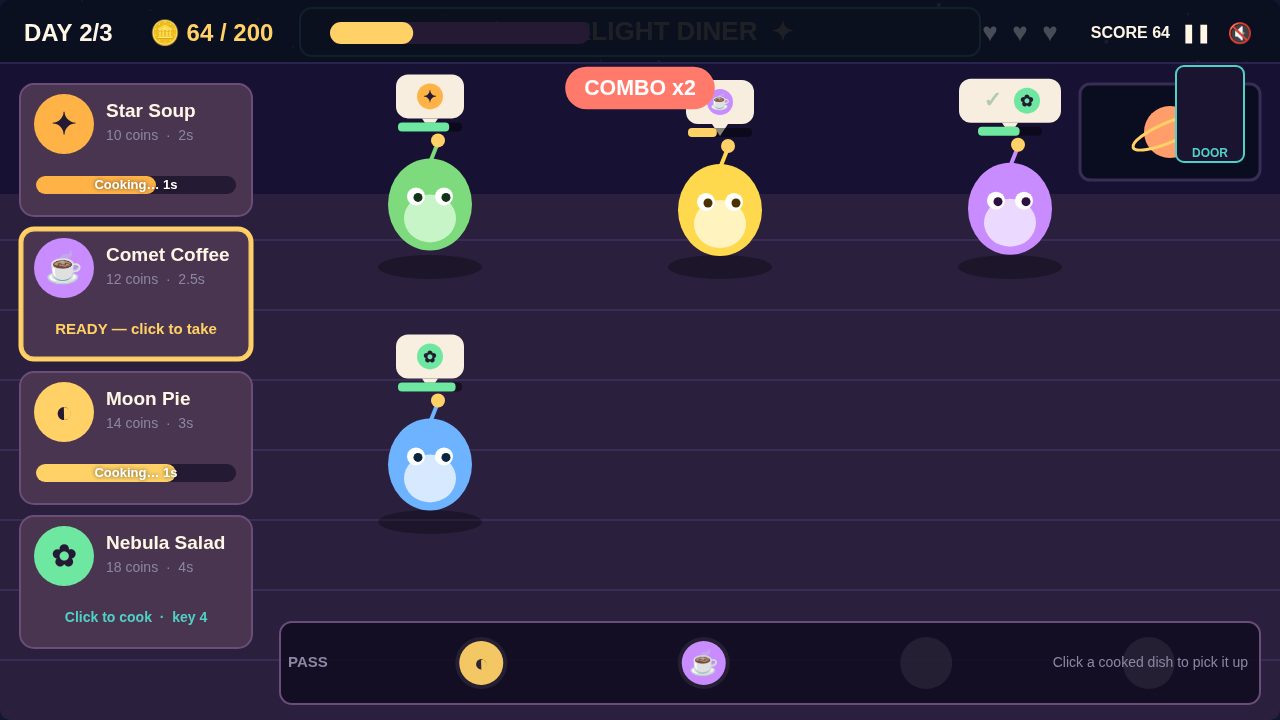 DAY 2/3
64 / 200
LIGHT DINER
SCORE 64
COMBO x2
DOOR
Star Soup
10 coins · 2s
Cooking… 1s
Comet Coffee
12 coins · 2.5s
READY — click to take
Moon Pie
14 coins · 3s
Cooking… 1s
Nebula Salad
18 coins · 4s
Click to cook · key 4
PASS
Click a cooked dish to pick it up